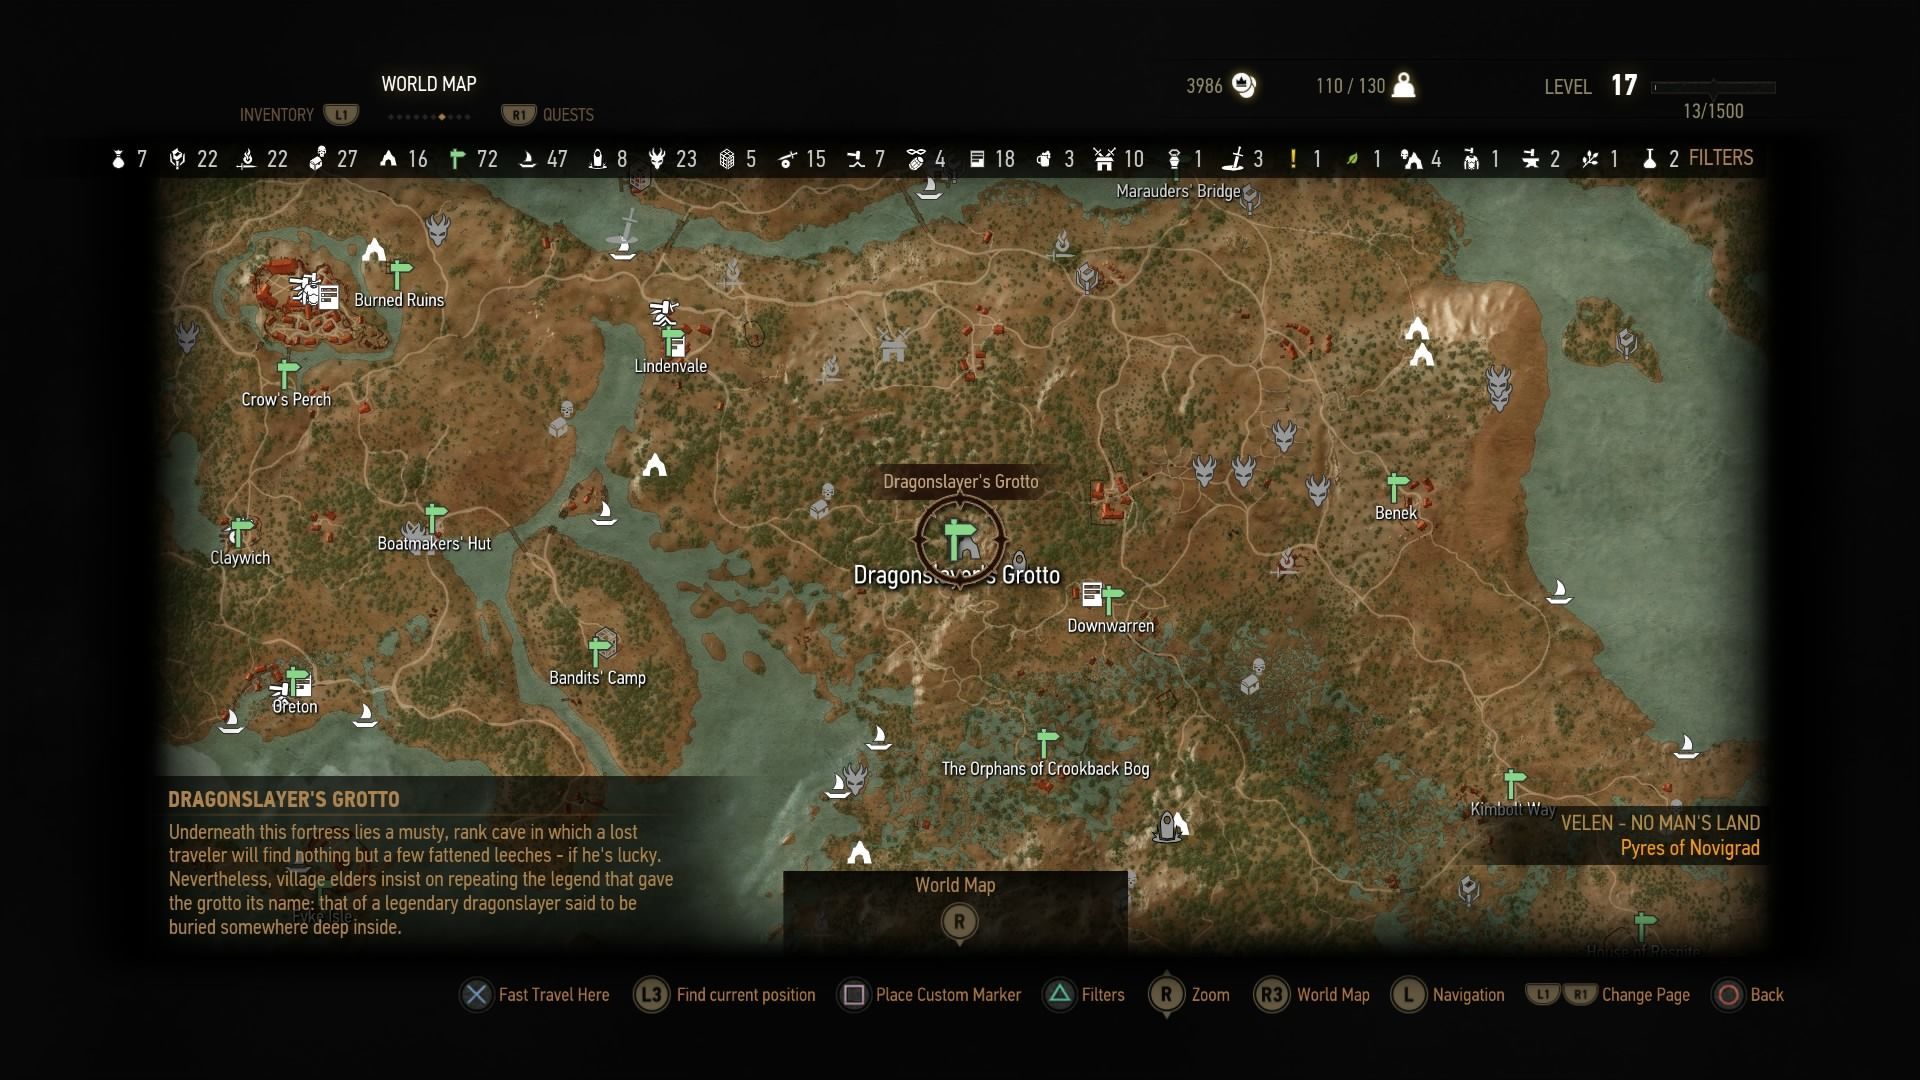 WORLD MAP
3986
110 / 130
LEVEL 17
INVENTORY L1
R1 QUESTS
13/1500
7 22 22 27 16 72 47 8 23 5 15 7 4 18 3 10 1 3 1 1 4 1 2 1 2 FILTERS
Marauders' Bridge
Burned Ruins
Lindenvale
Crow's Perch
Dragonslayer's Grotto
Benek
Boatmakers' Hut
Claywich
Dragonslayer's Grotto
Downwarren
Bandits' Camp
Oreton
The Orphans of Crookback Bog
Kimbolt Way
DRAGONSLAYER'S GROTTO
Underneath this fortress lies a musty, rank cave in which a lost
traveler will find nothing but a few fattened leeches - if he's lucky.
Nevertheless, village elders insist on repeating the legend that gave
the grotto its name: that of a legendary dragonslayer said to be
buried somewhere deep inside.
Fyke Isle
VELEN - NO MAN'S LAND
Pyres of Novigrad
World Map
R
House of Respite
Fast Travel Here
L3 Find current position
Place Custom Marker
Filters
R Zoom
R3 World Map
L Navigation
L1 R1 Change Page
Back